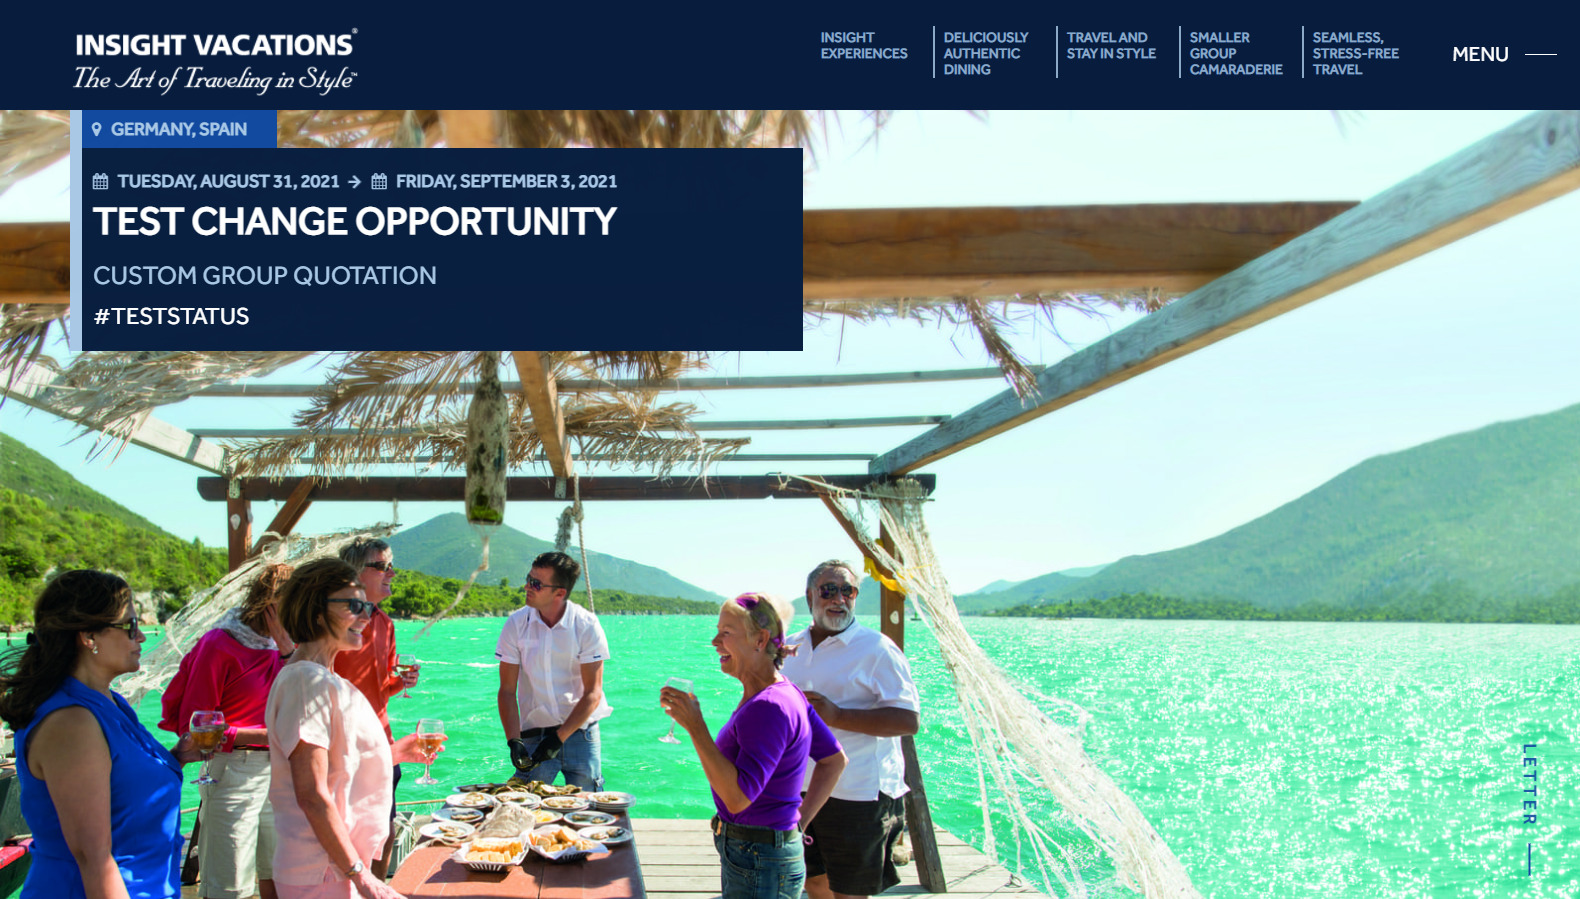 INSIGHT VACATIONS®
The Art of Traveling in Style™
INSIGHT
EXPERIENCES
DELICIOUSLY
AUTHENTIC
DINING
TRAVEL AND
STAY IN STYLE
SMALLER
GROUP
CAMARADERIE
SEAMLESS,
STRESS-FREE
TRAVEL
MENU
GERMANY, SPAIN
TUESDAY, AUGUST 31, 2021 → FRIDAY, SEPTEMBER 3, 2021
TEST CHANGE OPPORTUNITY
CUSTOM GROUP QUOTATION
#TESTSTATUS
LETTER